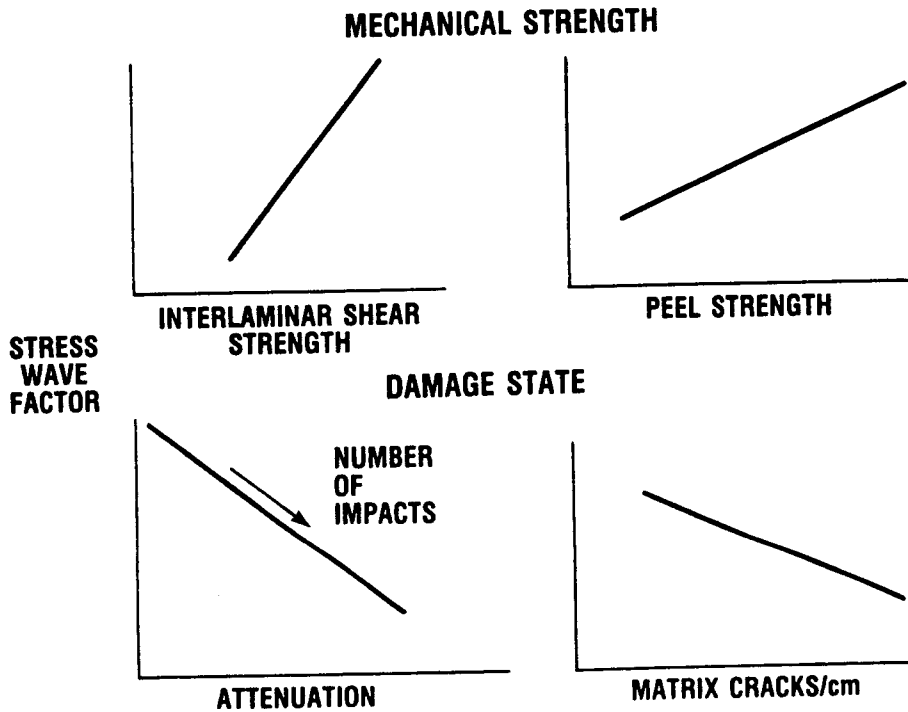 MECHANICAL STRENGTH
INTERLAMINAR SHEAR
STRENGTH
PEEL STRENGTH
STRESS
WAVE
FACTOR
DAMAGE STATE
NUMBER
OF
IMPACTS
ATTENUATION
MATRIX CRACKS/cm